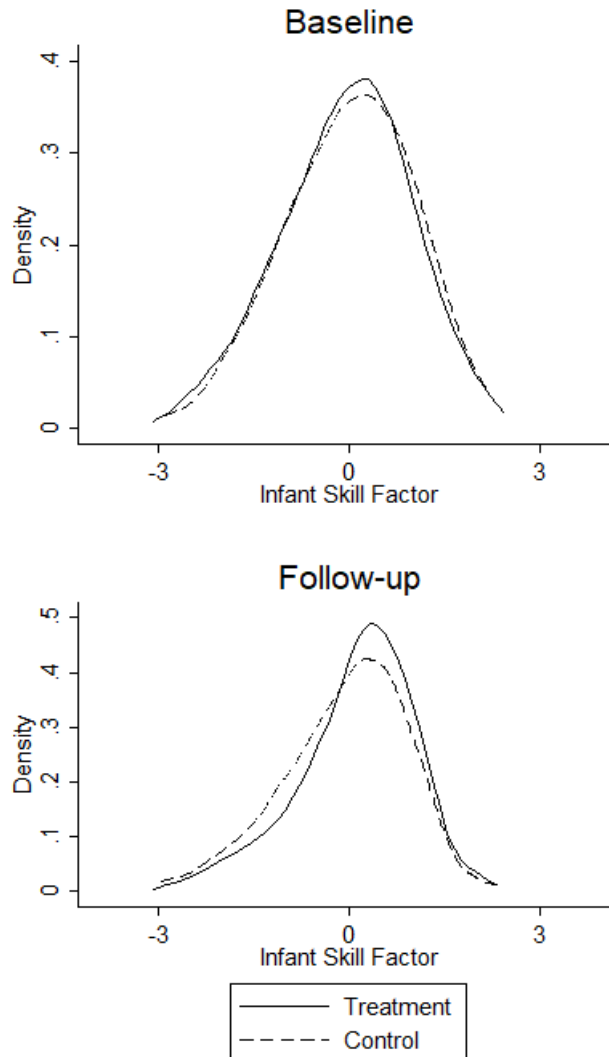 Baseline
Density
.4
.3
.2
.1
0
-3 0 3
Infant Skill Factor
Follow-up
Density
.5
.4
.3
.2
.1
0
-3 0 3
Infant Skill Factor
Treatment
Control